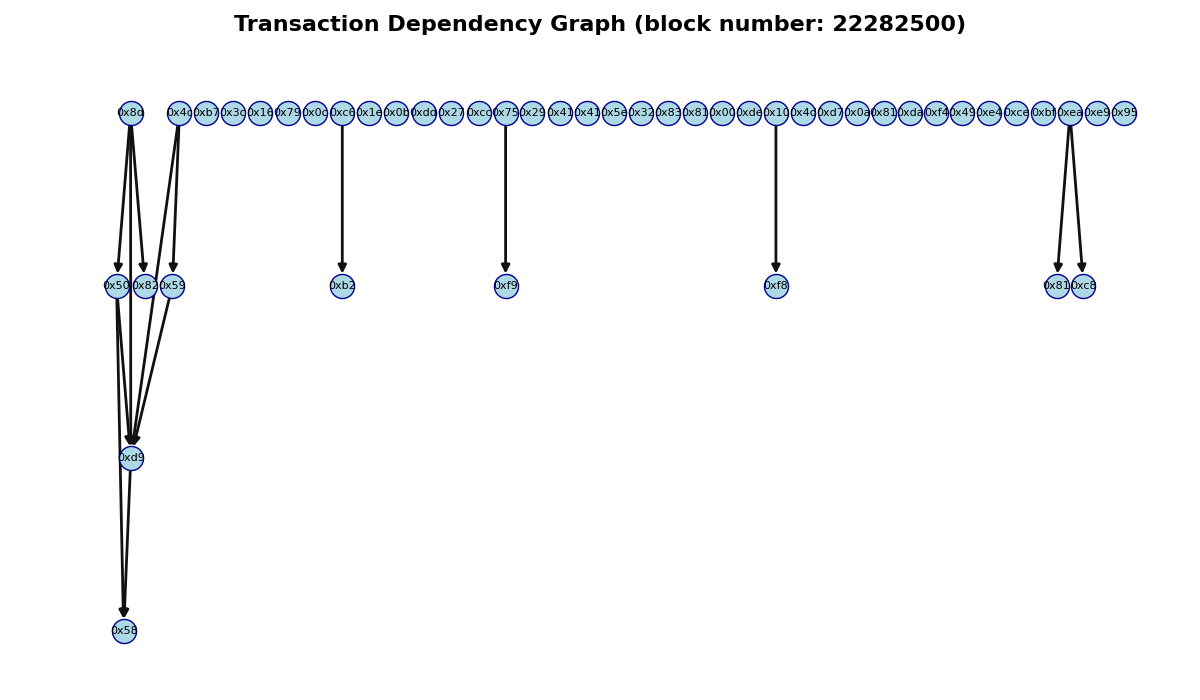 Transaction Dependency Graph (block number: 22282500)
0x8d 0x4c 0xb7 0x3c 0x16 0x79 0x0c 0xc6 0x1e 0x0b 0xdd 0x27 0xcc 0x75 0x29 0x41 0x41 0x5e 0x32 0x83 0x81 0x00 0xde 0x10 0x4d 0xd7 0x0a 0x81 0xda 0xf4 0x49 0xe4 0xce 0xbf 0xea 0xe9 0x95
0x50 0x82 0x59 0xb2 0xf9 0xf8 0x81 0xc8
0xd9
0x58